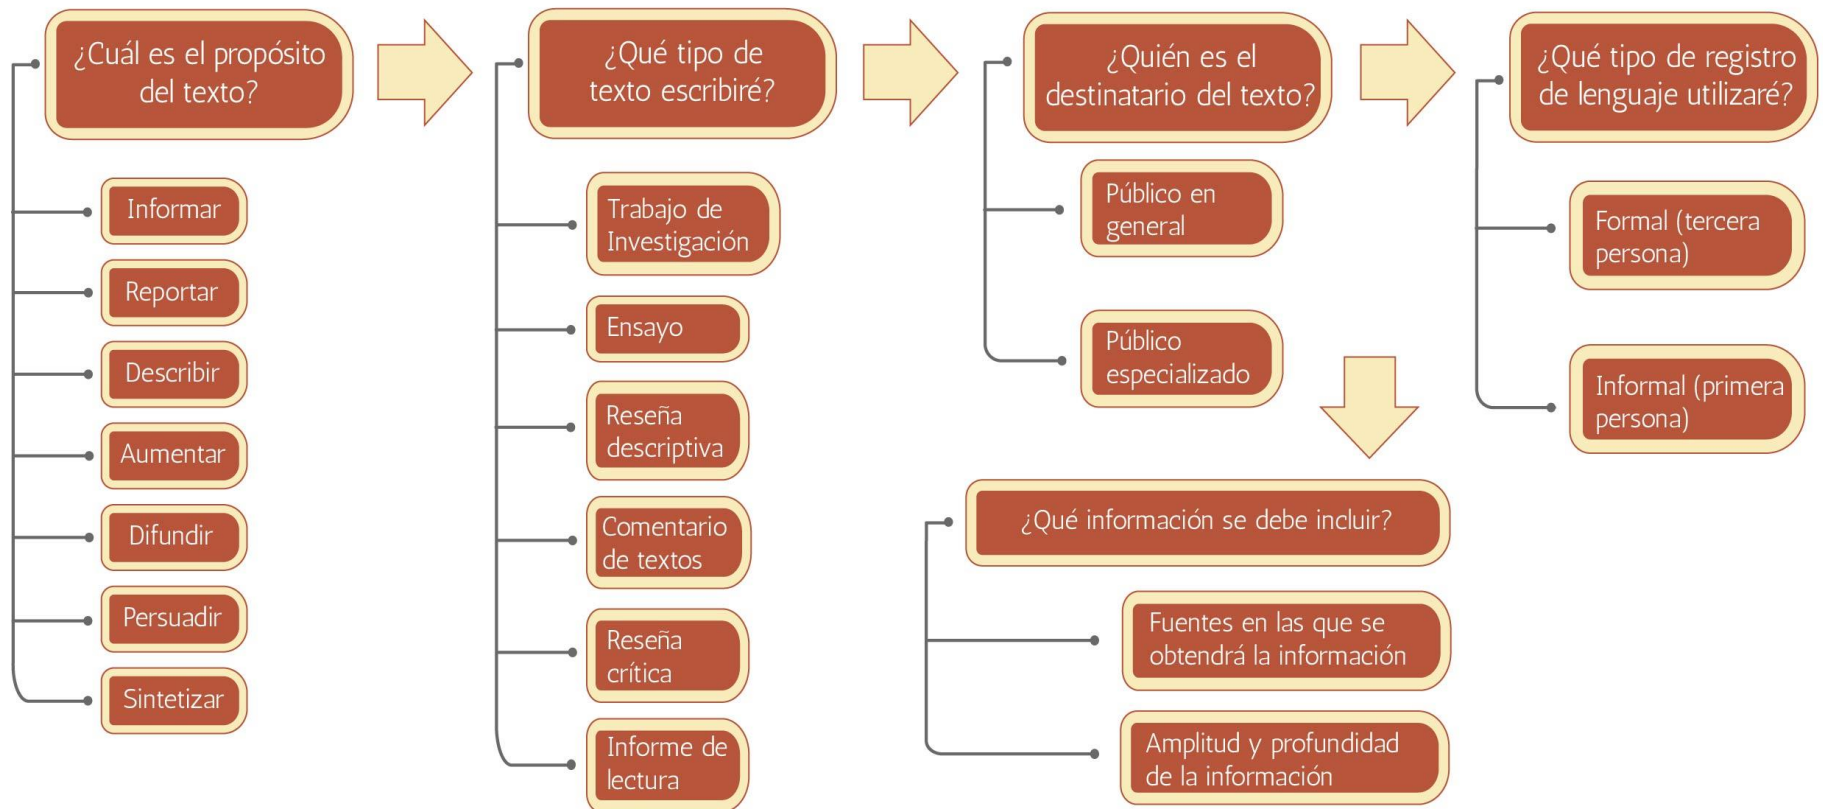 ¿Cuál es el propósito
del texto?
Informar
Reportar
Describir
Aumentar
Difundir
Persuadir
Sintetizar
¿Qué tipo de
texto escribiré?
Trabajo de
Investigación
Ensayo
Reseña
descriptiva
Comentario
de textos
Reseña
crítica
Informe de
lectura
¿Quién es el
destinatario del texto?
Público en
general
Público
especializado
¿Qué tipo de registro
de lenguaje utilizaré?
Formal (tercera
persona)
Informal (primera
persona)
¿Qué información se debe incluir?
Fuentes en las que se
obtendrá la información
Amplitud y profundidad
de la información